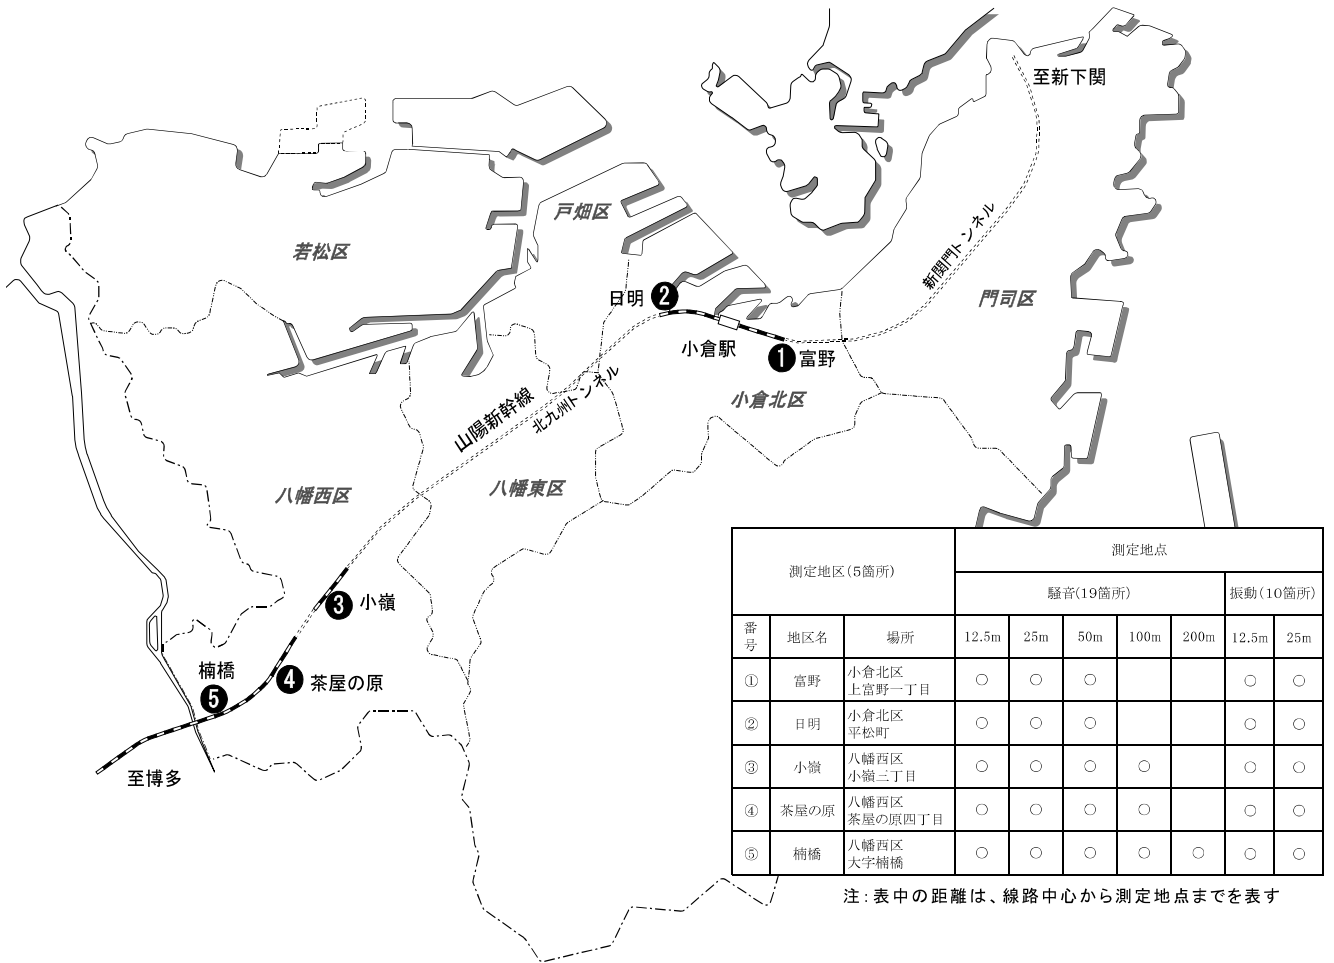 至新下関
戸畑区
若松区
新関門トンネル
門司区
日明
2
小倉駅
1
富野
小倉北区
山陽新幹線
北九州トンネル
八幡西区
八幡東区
3
小嶺
楠橋
5
4
茶屋の原
至博多
測定地区(5箇所)
測定地点
騒音(19箇所)
振動(10箇所)
番号
地区名
場所
12.5m
25m
50m
100m
200m
12.5m
25m
① 富野 小倉北区 ○ ○ ○ ○ ○
上富野一丁目
② 日明 小倉北区 ○ ○ ○ ○ ○
平松町
③ 小嶺 八幡西区 ○ ○ ○ ○ ○ ○
小嶺三丁目
④ 茶屋の原 八幡西区 ○ ○ ○ ○ ○ ○
茶屋の原四丁目
⑤ 楠橋 八幡西区 ○ ○ ○ ○ ○ ○ ○
大字楠橋
注:表中の距離は、線路中心から測定地点までを表す